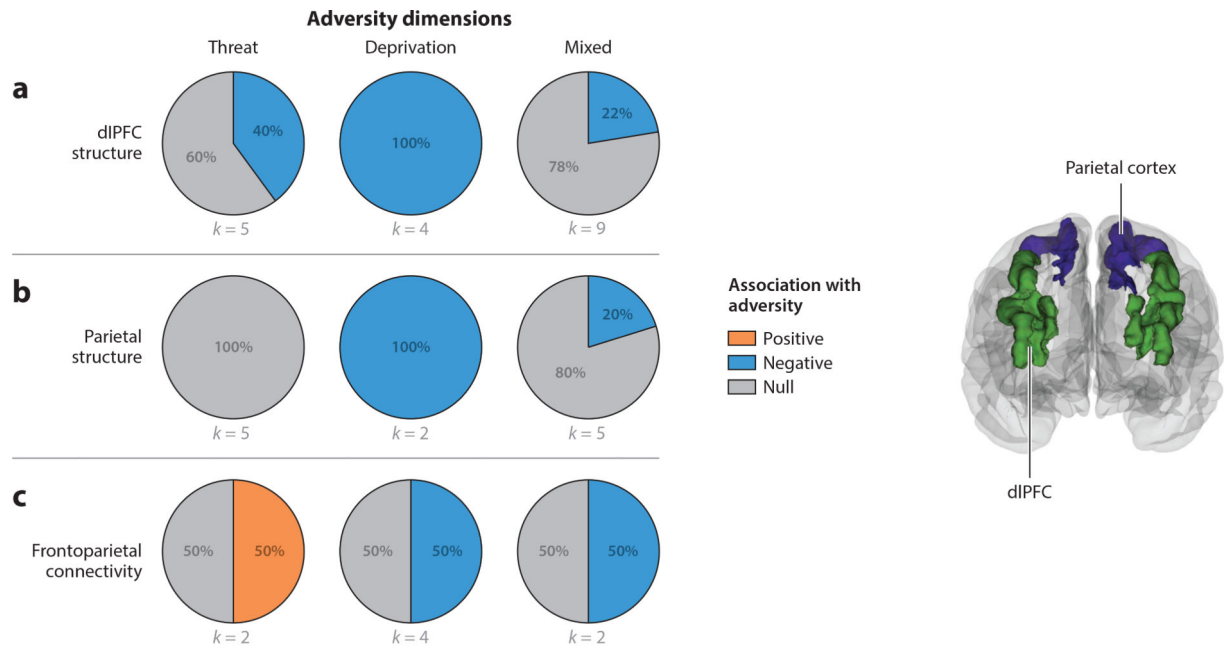 Adversity dimensions
Threat
Deprivation
Mixed
a
dlPFC
structure
40%
60%
100%
22%
78%
k = 5
k = 4
k = 9
b
Parietal
structure
100%
100%
20%
80%
k = 5
k = 2
k = 5
c
Frontoparietal
connectivity
50%
50%
50%
50%
50%
50%
k = 2
k = 4
k = 2
Association with
adversity
Positive
Negative
Null
Parietal cortex
dlPFC